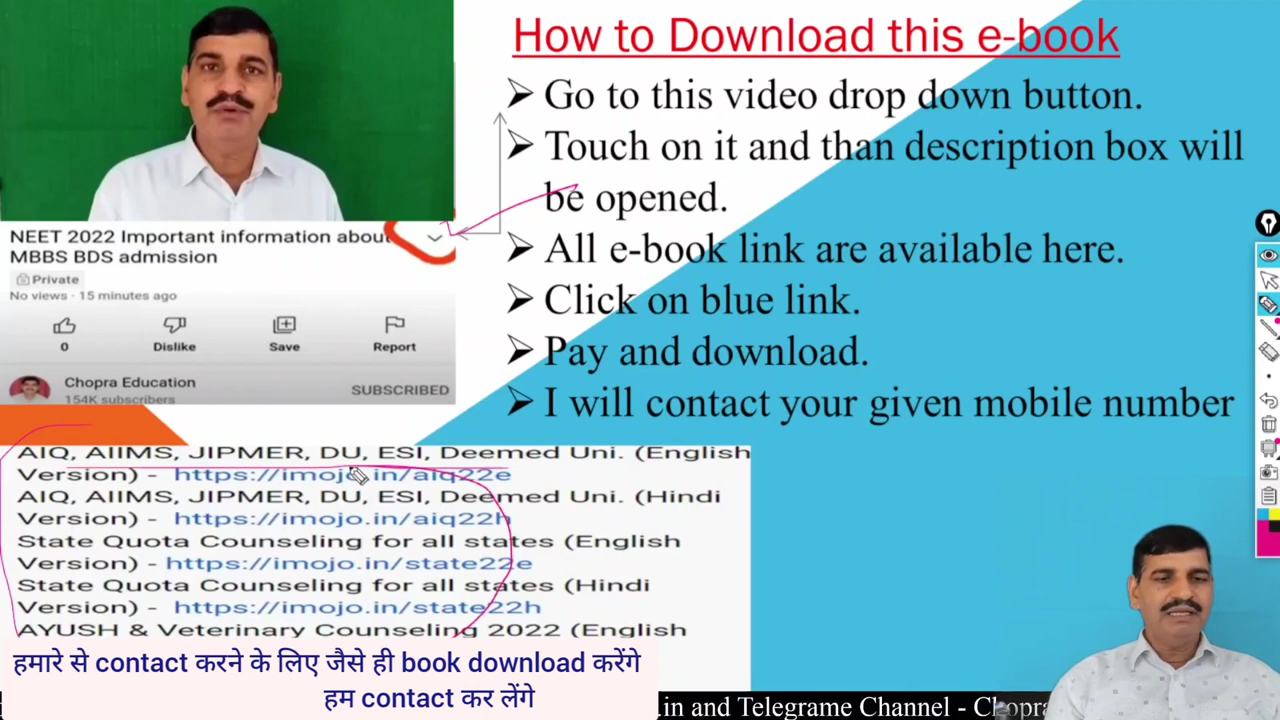 How to Download this e-book
Go to this video drop down button.
Touch on it and than description box will
be opened.
All e-book link are available here.
Click on blue link.
Pay and download.
I will contact your given mobile number
NEET 2022 Important information about
MBBS BDS admission
Private
No views · 15 minutes ago
0
Dislike
Save
Report
Chopra Education
SUBSCRIBED
154K subscribers
AIQ, AIIMS, JIPMER, DU, ESI, Deemed Uni. (English
Version) - https://imojo.in/aiq22e
AIQ, AIIMS, JIPMER, DU, ESI, Deemed Uni. (Hindi
Version) - https://imojo.in/aiq22h
State Quota Counseling for all states (English
Version) - https://imojo.in/state22e
State Quota Counseling for all states (Hindi
Version) - https://imojo.in/state22h
AYUSH & Veterinary Counseling 2022 (English
हमारे से contact करने के लिए जैसे ही book download करेंगे
हम contact कर लेंगे
.in and Telegrame Channel - Chopra